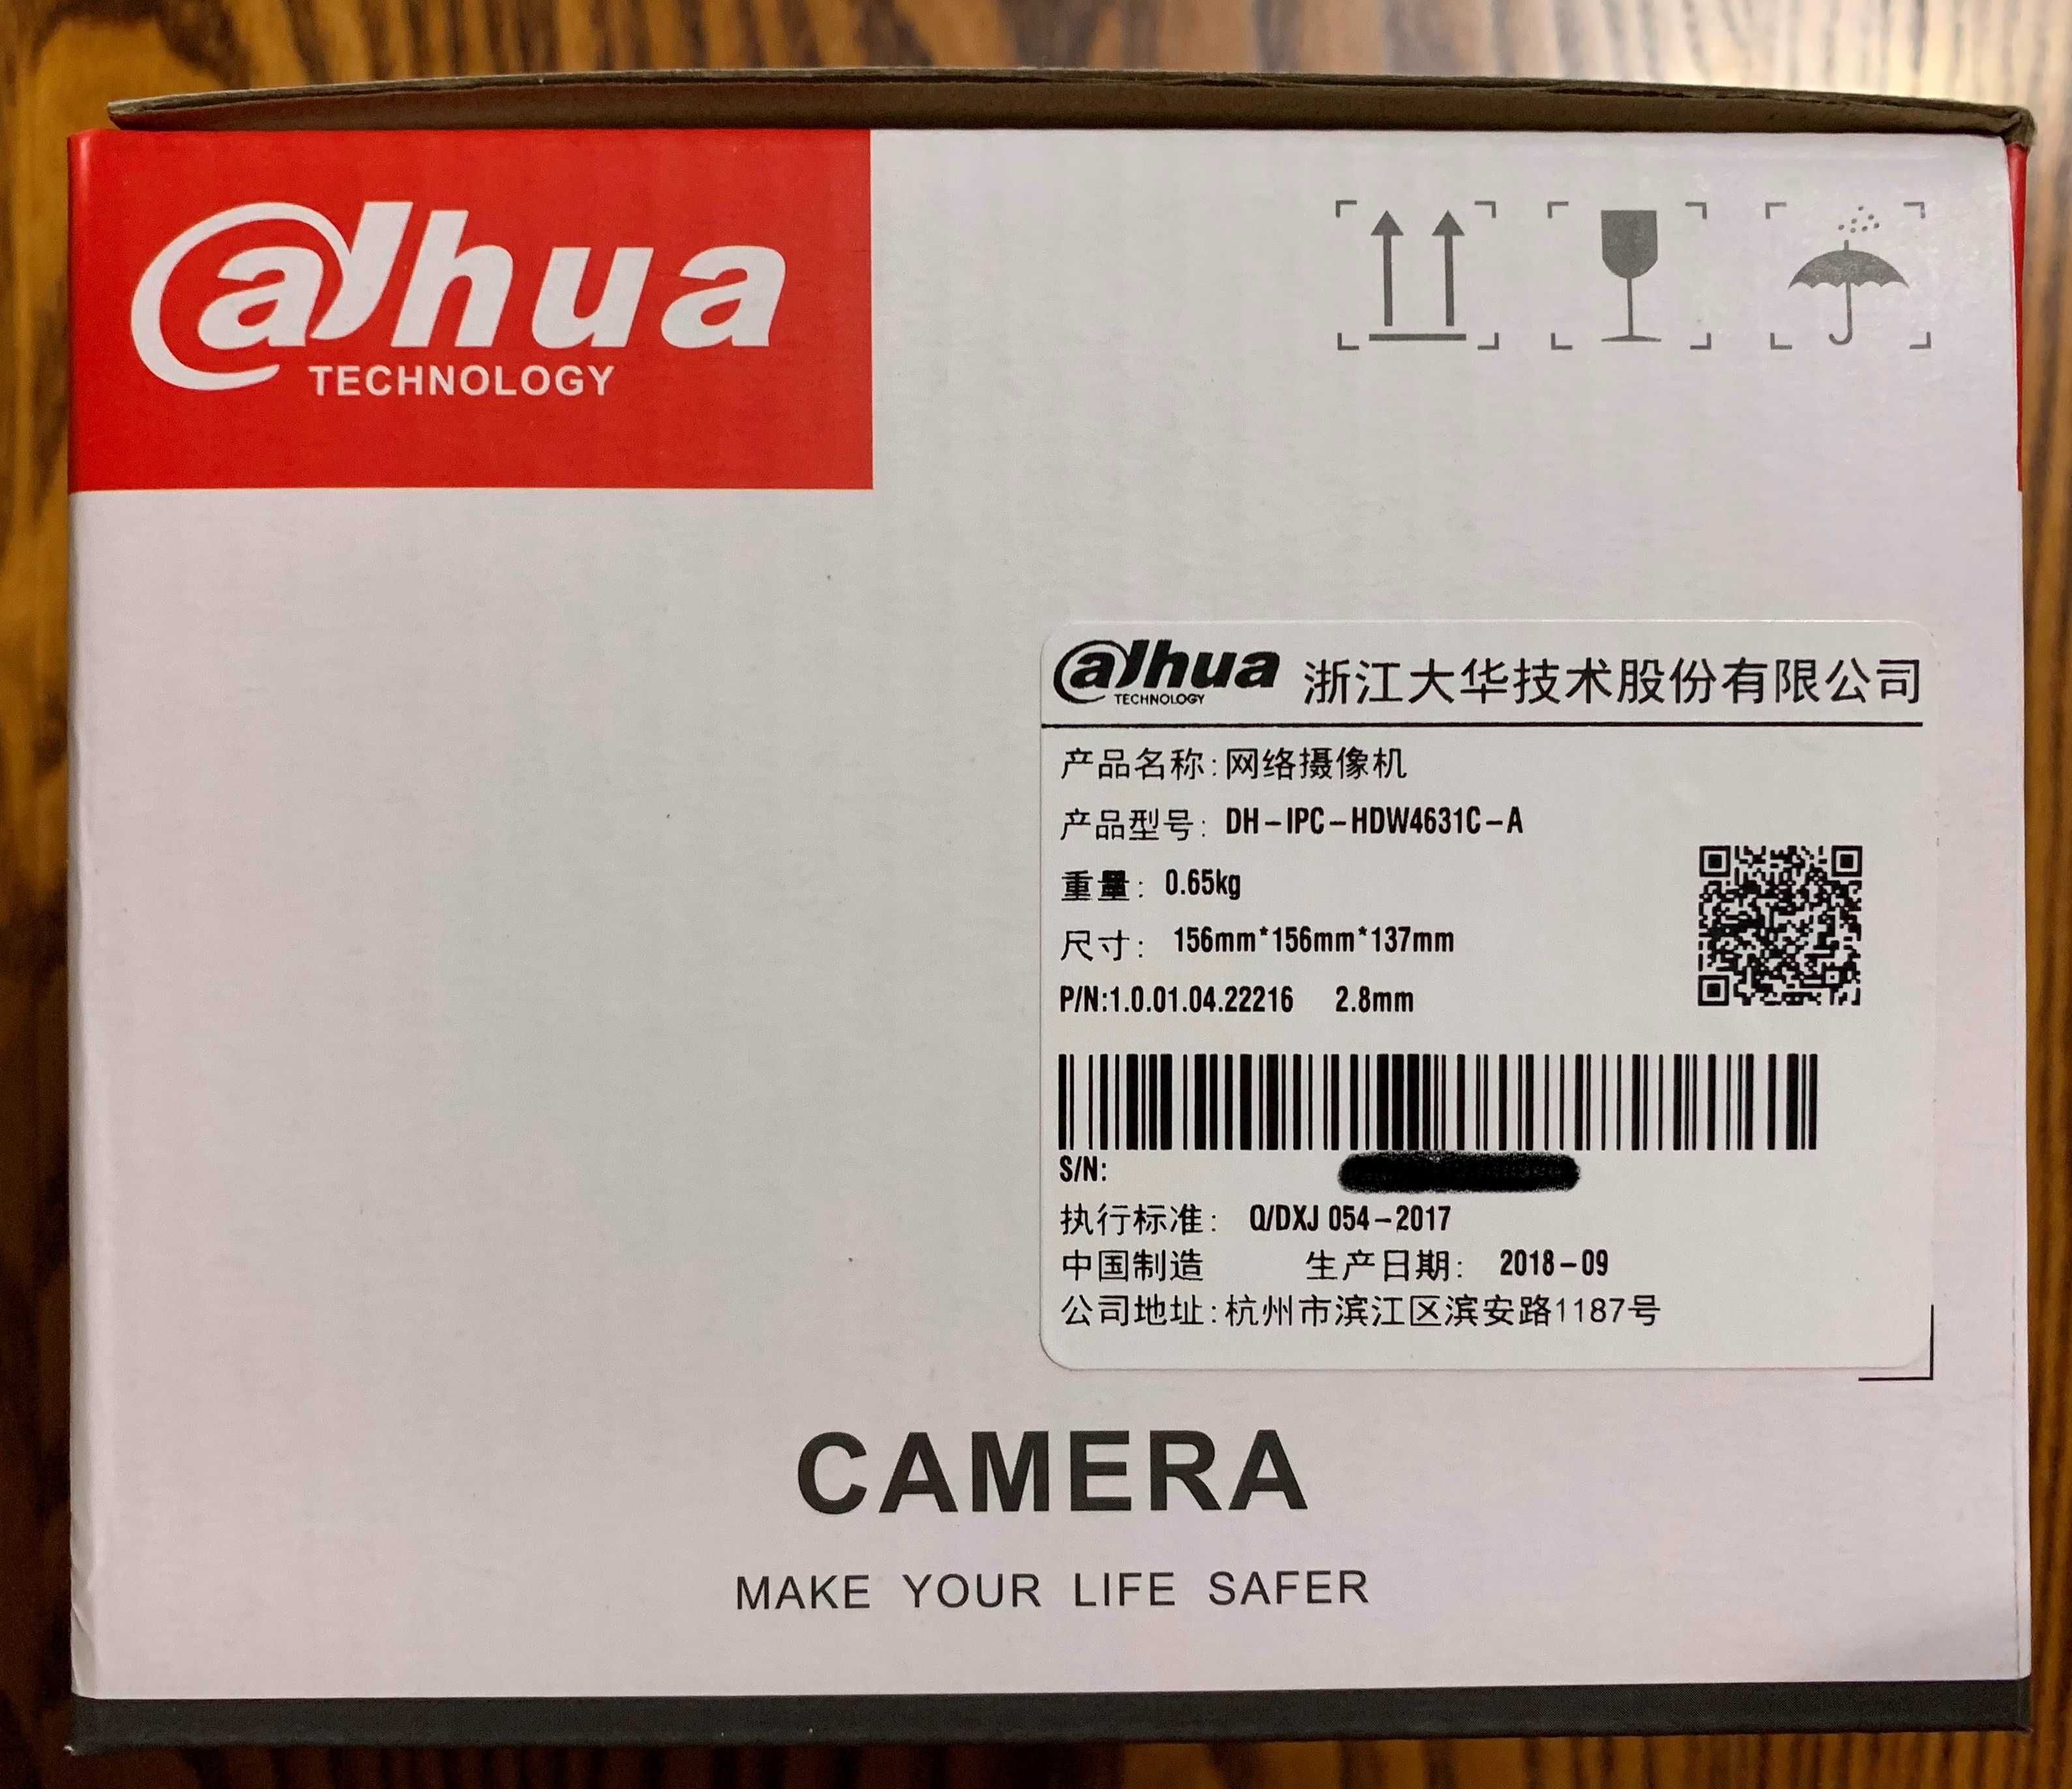 alhua
TECHNOLOGY
alhua TECHNOLOGY 浙江大华技术股份有限公司
产品名称:网络摄像机
产品型号: DH-IPC-HDW4631C-A
重量: 0.65kg
尺寸: 156mm*156mm*137mm
P/N:1.0.01.04.22216 2.8mm
S/N:
执行标准: Q/DXJ 054-2017
中国制造 生产日期: 2018-09
公司地址:杭州市滨江区滨安路1187号
CAMERA
MAKE YOUR LIFE SAFER